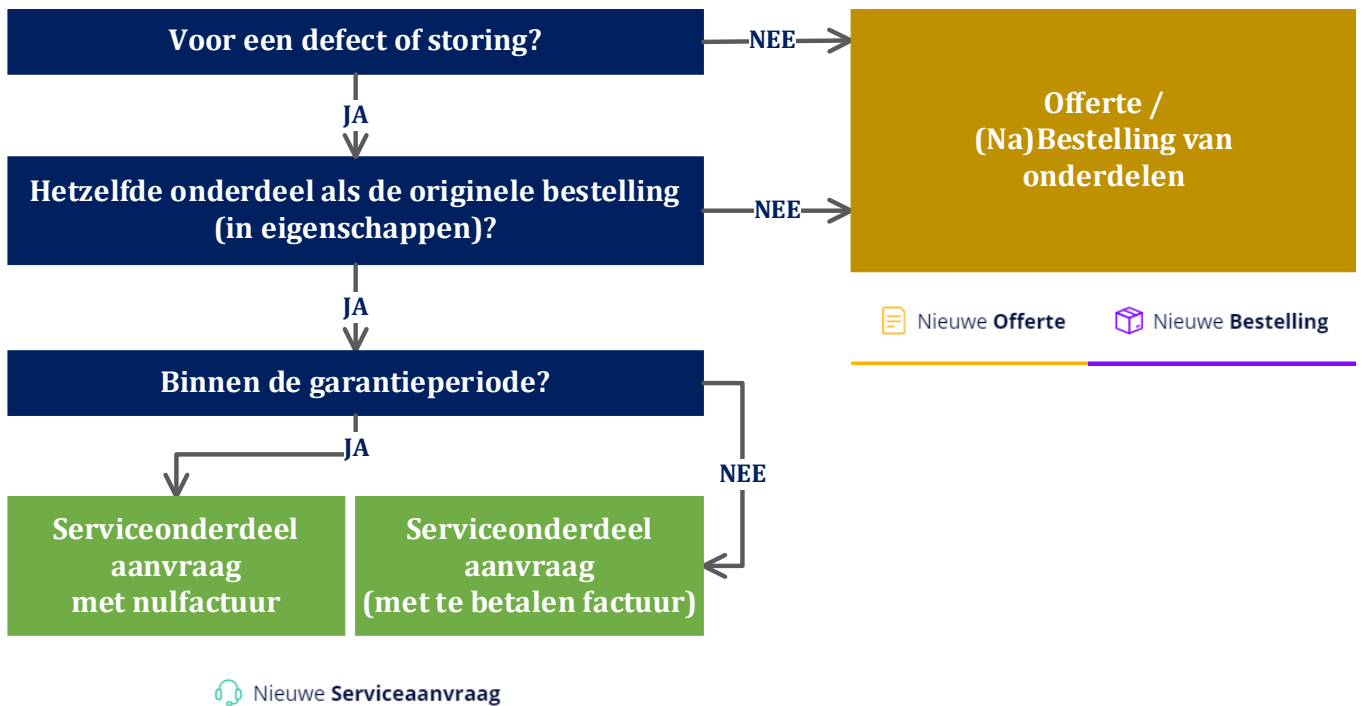 Voor een defect of storing?
NEE
Offerte /
(Na)Bestelling van
onderdelen
JA
Hetzelfde onderdeel als de originele bestelling
(in eigenschappen)?
NEE
JA
Nieuwe Offerte
Nieuwe Bestelling
Binnen de garantieperiode?
JA
NEE
Serviceonderdeel
aanvraag
met nulfactuur
Serviceonderdeel
aanvraag
(met te betalen factuur)
Nieuwe Serviceaanvraag